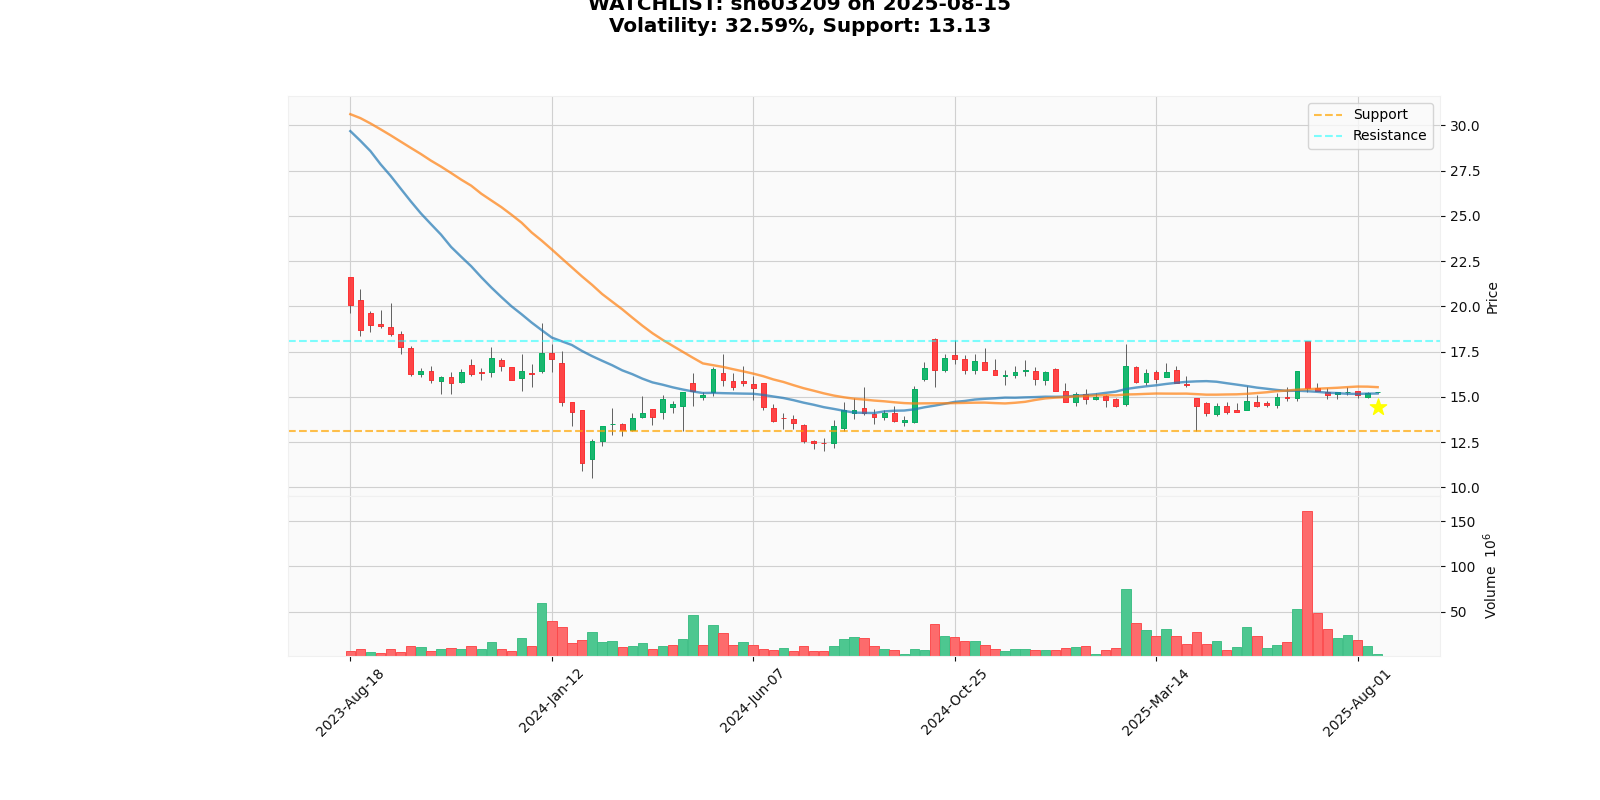 WATCHLIST: sh603209 on 2025-08-15
Volatility: 32.59%, Support: 13.13
Support
Resistance
30.0
27.5
25.0
22.5
20.0
17.5
15.0
12.5
10.0
Price
150
100
50
Volume 10^6
2023-Aug-18
2024-Jan-12
2024-Jun-07
2024-Oct-25
2025-Mar-14
2025-Aug-01